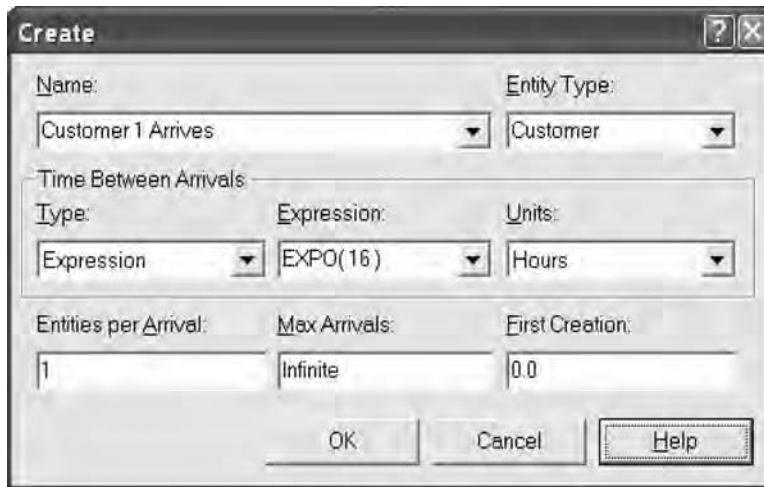 Create
Name: Entity Type:
Customer 1 Arrives Customer
Time Between Arrivals
Type: Expression: Units:
Expression EXPO(16) Hours
Entities per Arrival: Max Arrivals: First Creation:
1 Infinite 0.0
OK Cancel Help